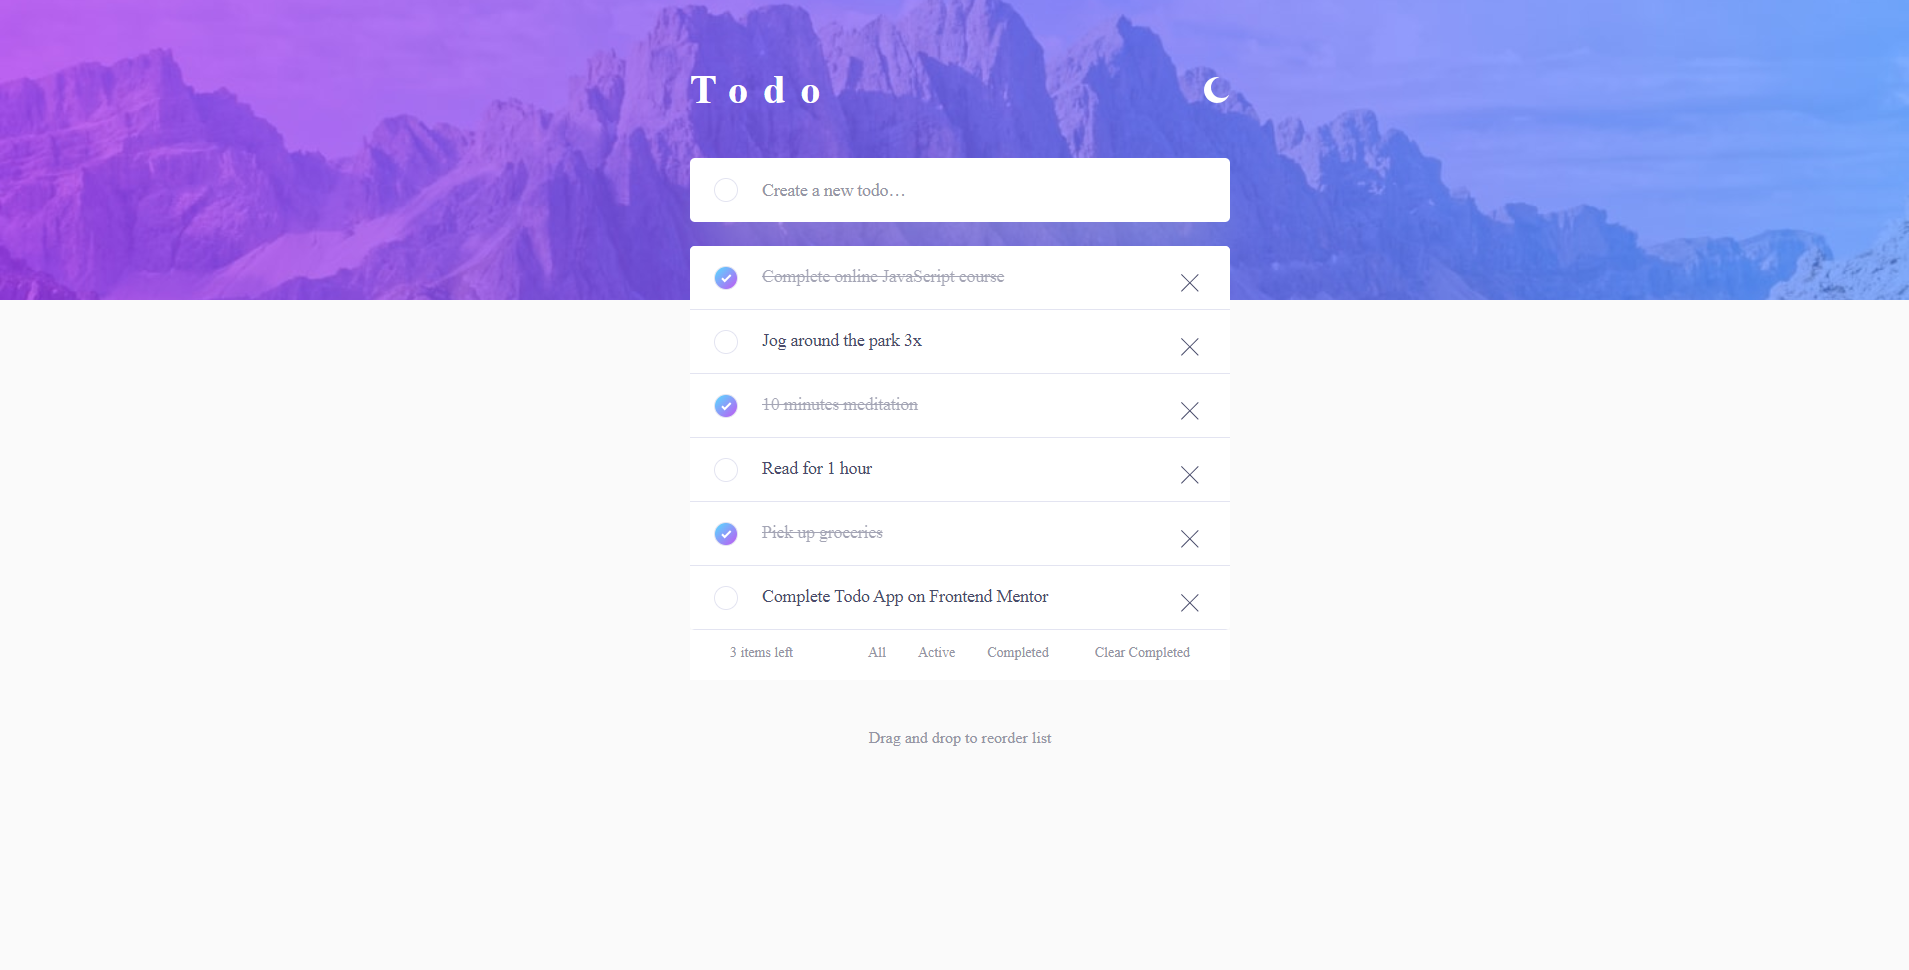 Todo
Create a new todo…
Complete online JavaScript course
Jog around the park 3x
10 minutes meditation
Read for 1 hour
Pick up groceries
Complete Todo App on Frontend Mentor
3 items left All Active Completed Clear Completed
Drag and drop to reorder list